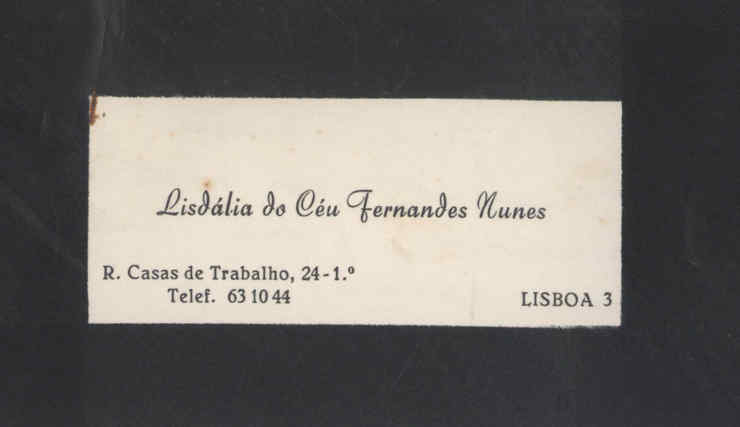 Lisdália do Céu Fernandes Nunes
R. Casas de Trabalho, 24-1.º
Telef. 63 10 44
LISBOA 3